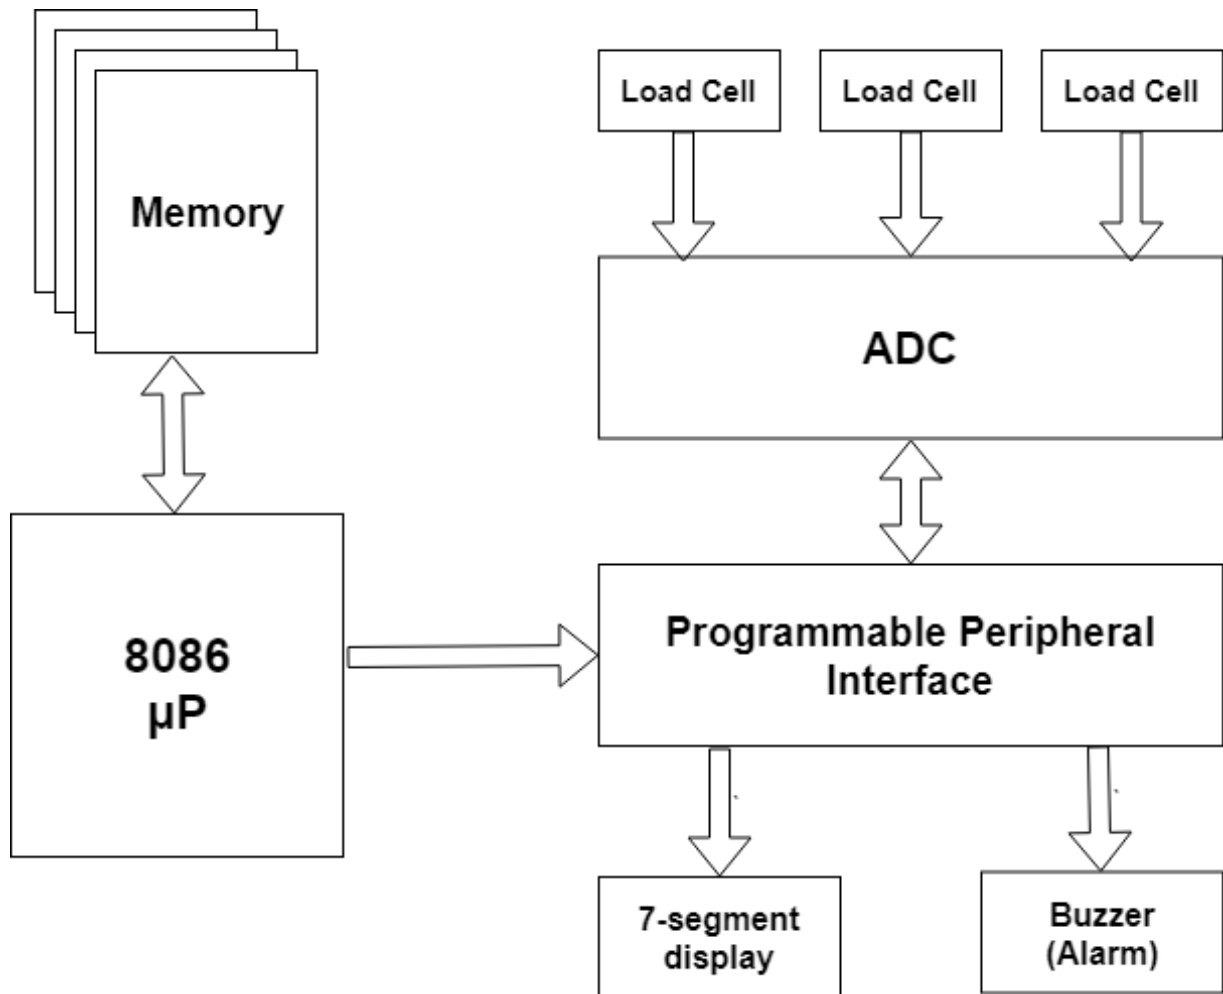 Load Cell
Load Cell
Load Cell
Memory
ADC
8086
µP
Programmable Peripheral
Interface
7-segment
display
Buzzer
(Alarm)